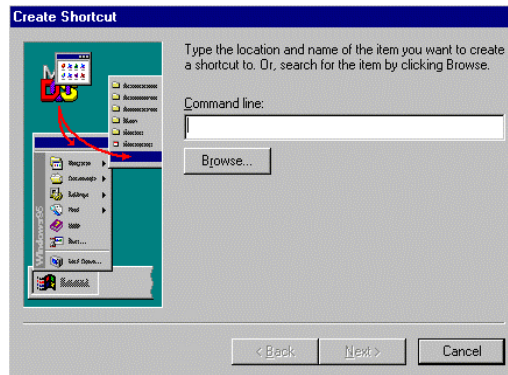 Create Shortcut
Type the location and name of the item you want to create
a shortcut to. Or, search for the item by clicking Browse.
Command line:
Browse...
Windows95
< Back
Next >
Cancel